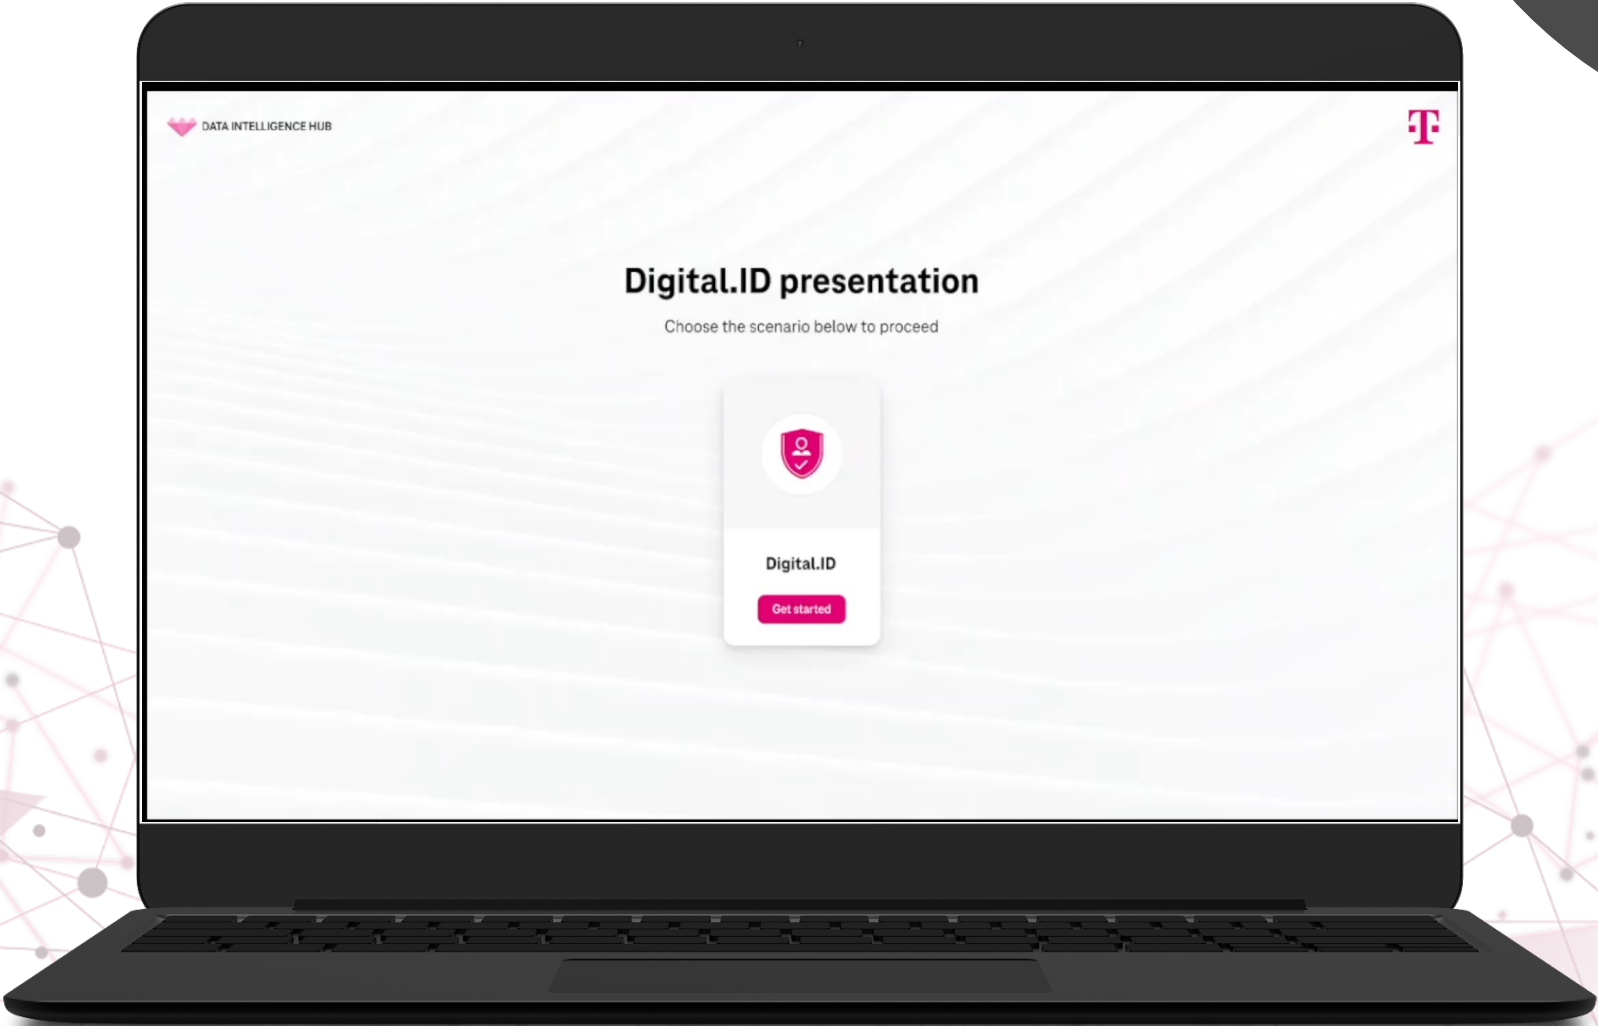 DATA INTELLIGENCE HUB
T
Digital.ID presentation
Choose the scenario below to proceed
Digital.ID
Get started